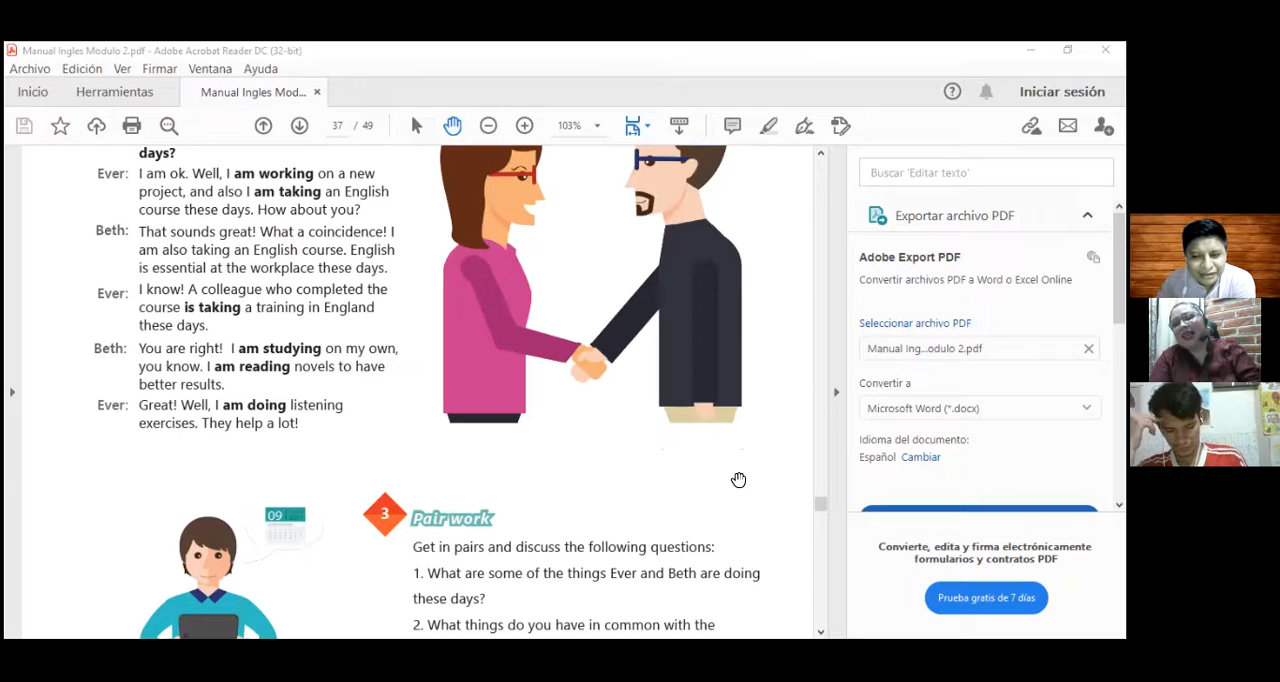 Manual Ingles Modulo 2.pdf - Adobe Acrobat Reader DC (32-bit)
Archivo Edición Ver Firmar Ventana Ayuda
Inicio Herramientas Manual Ingles Mod... × Iniciar sesión
37 / 49 103%
days?
Ever: I am ok. Well, I am working on a new
project, and also I am taking an English
course these days. How about you?
Beth: That sounds great! What a coincidence! I
am also taking an English course. English
is essential at the workplace these days.
Ever: I know! A colleague who completed the
course is taking a training in England
these days.
Beth: You are right! I am studying on my own,
you know. I am reading novels to have
better results.
Ever: Great! Well, I am doing listening
exercises. They help a lot!
09
3 Pair work
Get in pairs and discuss the following questions:
1. What are some of the things Ever and Beth are doing
these days?
2. What things do you have in common with the
Buscar 'Editar texto'
Exportar archivo PDF
Adobe Export PDF
Convertir archivos PDF a Word o Excel Online
Seleccionar archivo PDF
Manual Ing...odulo 2.pdf
Convertir a
Microsoft Word (*.docx)
Idioma del documento:
Español Cambiar
Convierte, edita y firma electrónicamente
formularios y contratos PDF
Prueba gratis de 7 días